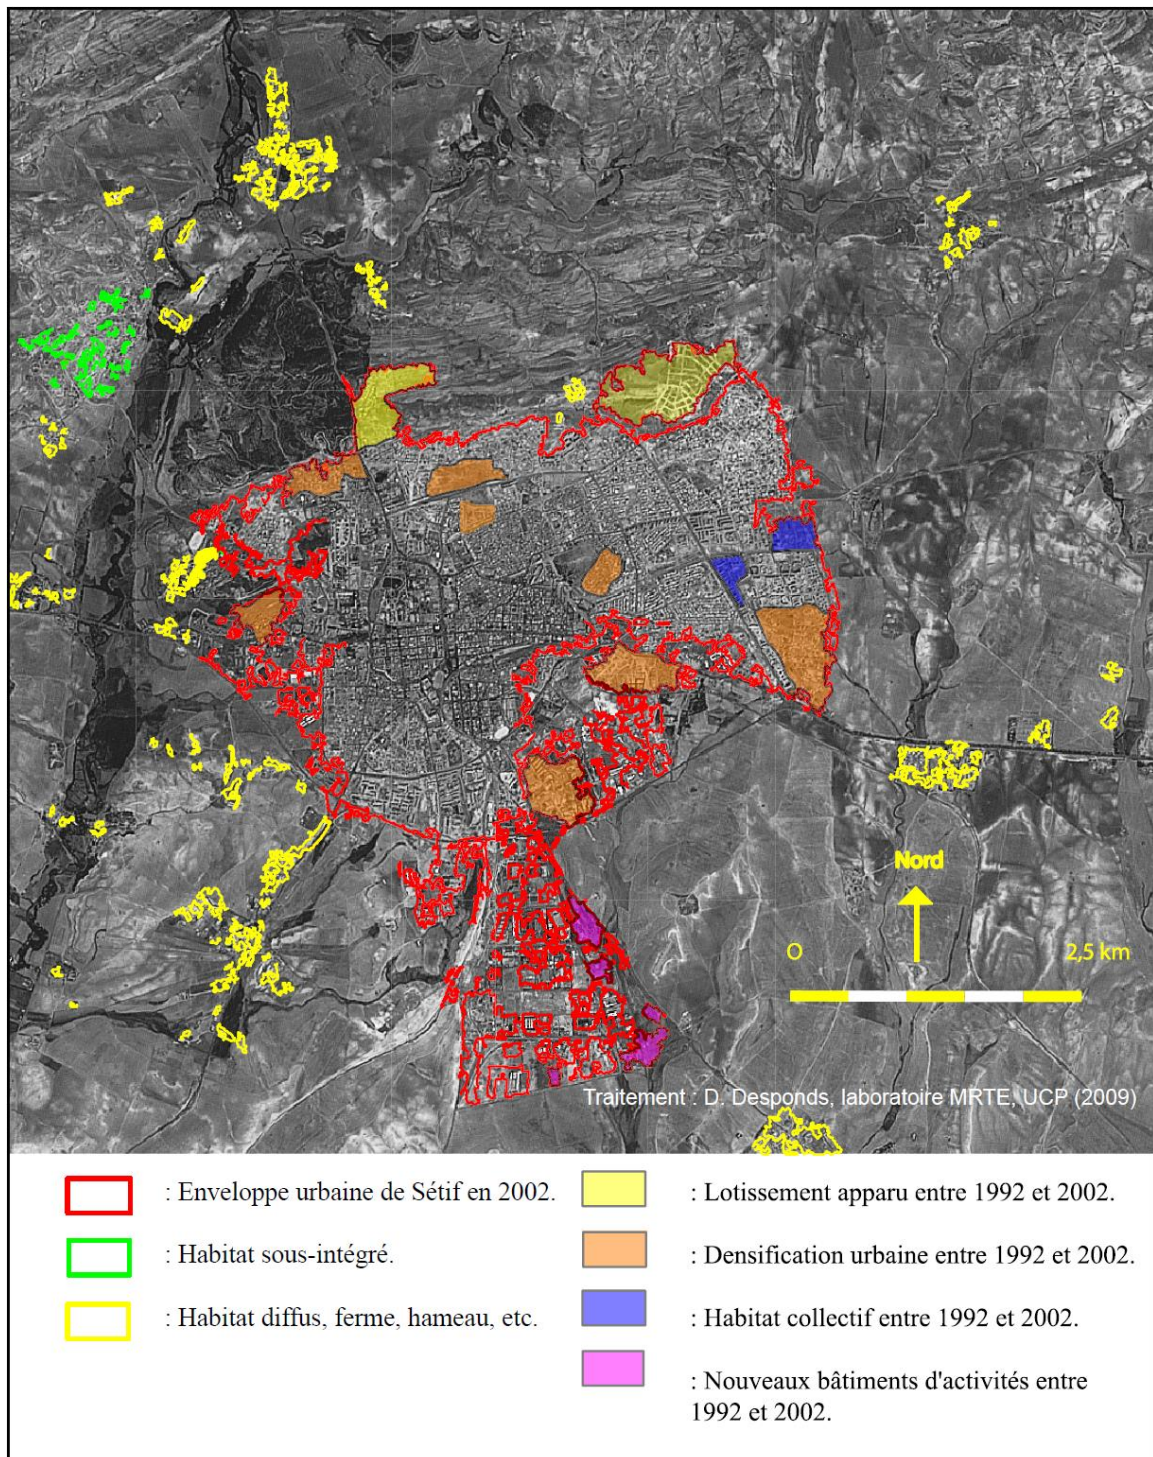 Nord
O
2,5 km
Traitement : D. Desponds, laboratoire MRTE, UCP (2009)
: Enveloppe urbaine de Sétif en 2002.
: Habitat sous-intégré.
: Habitat diffus, ferme, hameau, etc.
: Lotissement apparu entre 1992 et 2002.
: Densification urbaine entre 1992 et 2002.
: Habitat collectif entre 1992 et 2002.
: Nouveaux bâtiments d'activités entre
1992 et 2002.